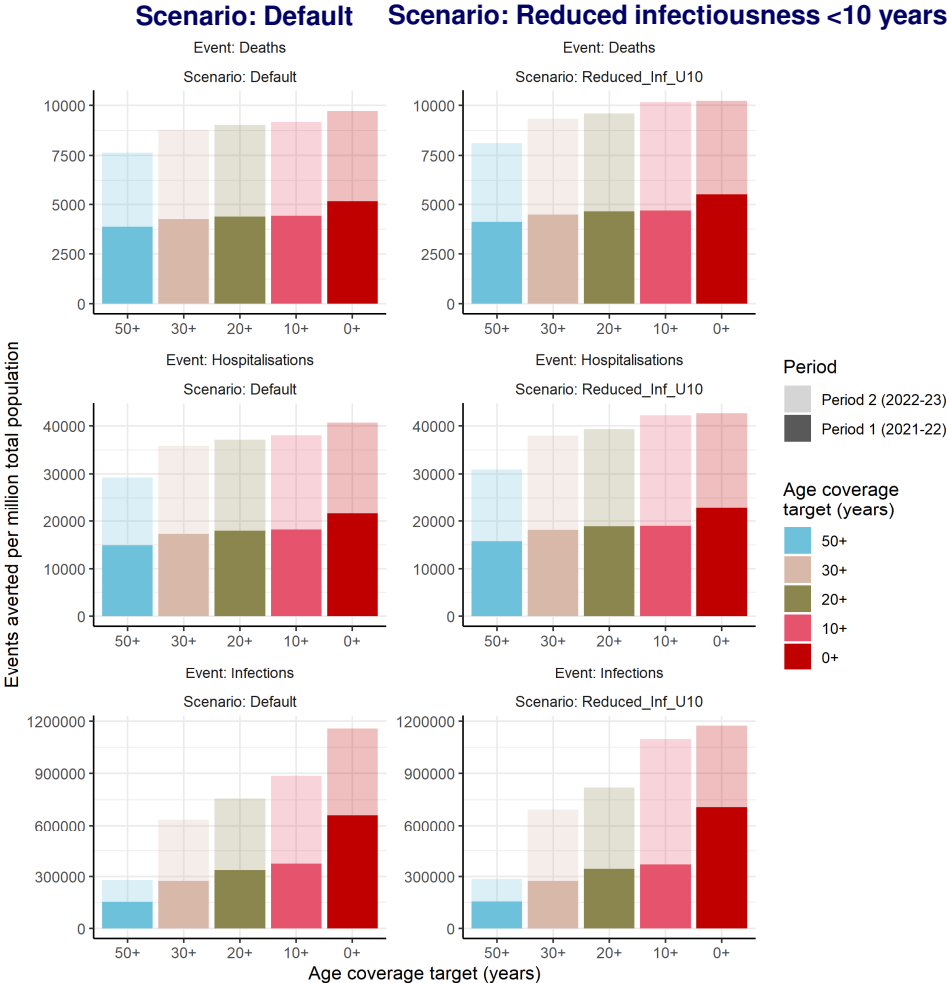 Scenario: Default Scenario: Reduced infectiousness <10 years
Event: Deaths Event: Deaths
Scenario: Default Scenario: Reduced_Inf_U10
10000 10000
7500 7500
5000 5000
2500 2500
0 0
50+ 30+ 20+ 10+ 0+ 50+ 30+ 20+ 10+ 0+
Event: Hospitalisations Event: Hospitalisations
Scenario: Default Scenario: Reduced_Inf_U10
40000 40000
30000 30000
20000 20000
10000 10000
0 0
50+ 30+ 20+ 10+ 0+ 50+ 30+ 20+ 10+ 0+
Event: Infections Event: Infections
Scenario: Default Scenario: Reduced_Inf_U10
1200000 1200000
900000 900000
600000 600000
300000 300000
0 0
50+ 30+ 20+ 10+ 0+ 50+ 30+ 20+ 10+ 0+
Age coverage target (years)
Events averted per million total population
Period
Period 2 (2022-23)
Period 1 (2021-22)
Age coverage
target (years)
50+
30+
20+
10+
0+